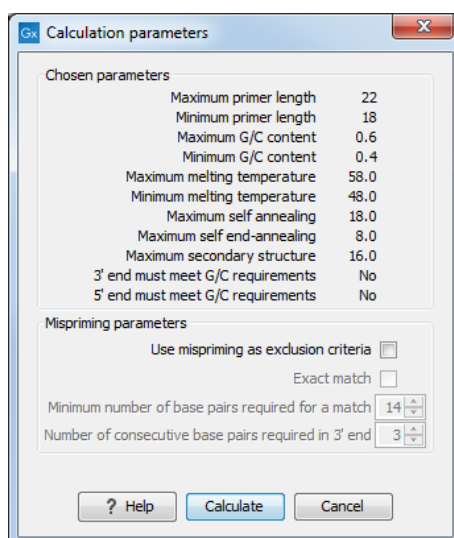 Gx Calculation parameters
Chosen parameters
Maximum primer length 22
Minimum primer length 18
Maximum G/C content 0.6
Minimum G/C content 0.4
Maximum melting temperature 58.0
Minimum melting temperature 48.0
Maximum self annealing 18.0
Maximum self end-annealing 8.0
Maximum secondary structure 16.0
3' end must meet G/C requirements No
5' end must meet G/C requirements No
Mispriming parameters
Use mispriming as exclusion criteria
Exact match
Minimum number of base pairs required for a match 14
Number of consecutive base pairs required in 3' end 3
? Help Calculate Cancel